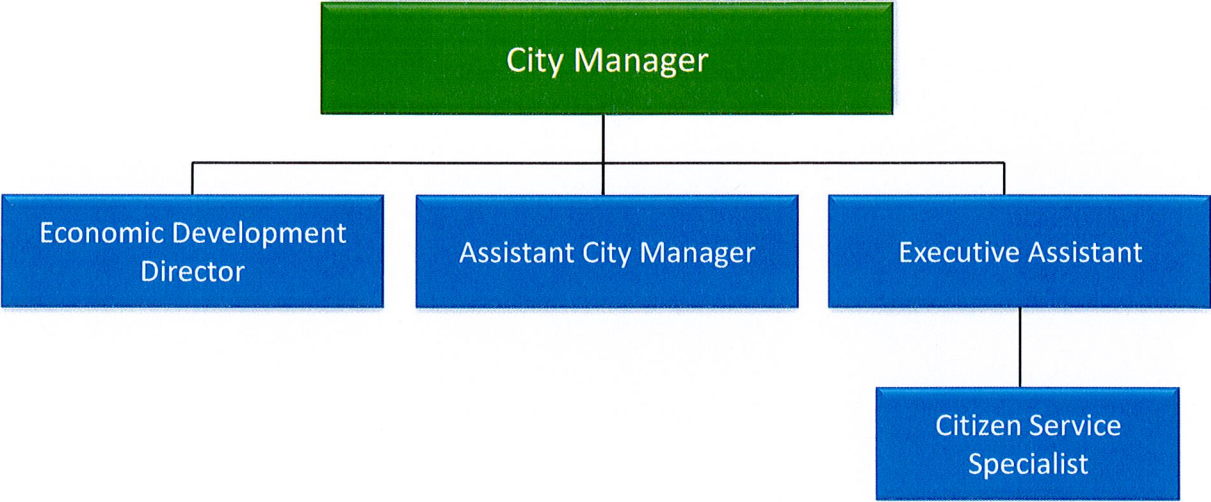 City Manager
Economic Development
Director
Assistant City Manager
Executive Assistant
Citizen Service
Specialist